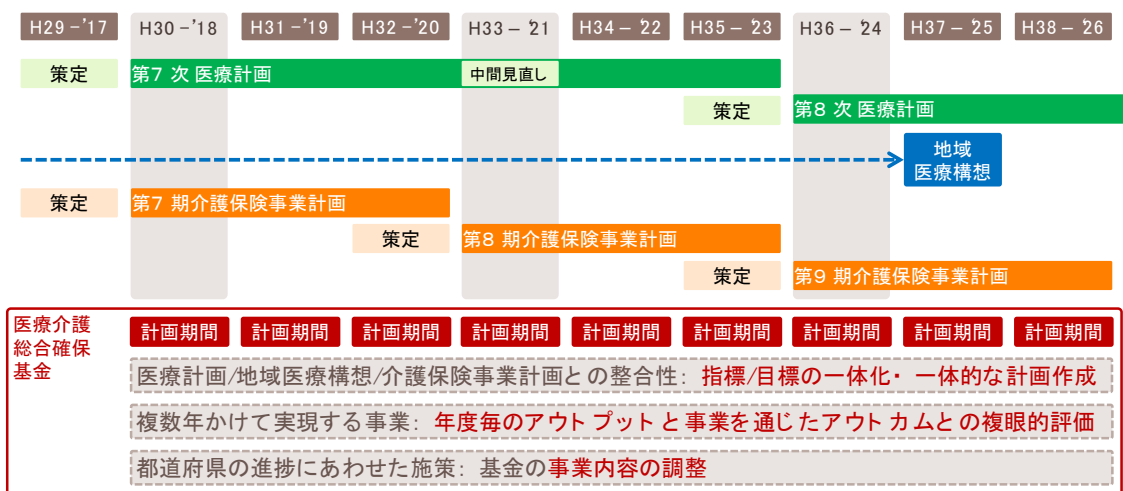 H29-'17 H30-'18 H31-'19 H32-'20 H33-'21 H34-'22 H35-'23 H36-'24 H37-'25 H38-'26
策定 第7次医療計画 中間見直し
策定 第8次医療計画
地域
医療構想
策定 第7期介護保険事業計画
策定 第8期介護保険事業計画
策定 第9期介護保険事業計画
医療介護
総合確保
基金
計画期間 計画期間 計画期間 計画期間 計画期間 計画期間 計画期間 計画期間 計画期間
医療計画/地域医療構想/介護保険事業計画との整合性: 指標/目標の一体化・一体的な計画作成
複数年かけて実現する事業: 年度毎のアウトプットと事業を通じたアウトカムとの複眼的評価
都道府県の進捗にあわせた施策: 基金の事業内容の調整